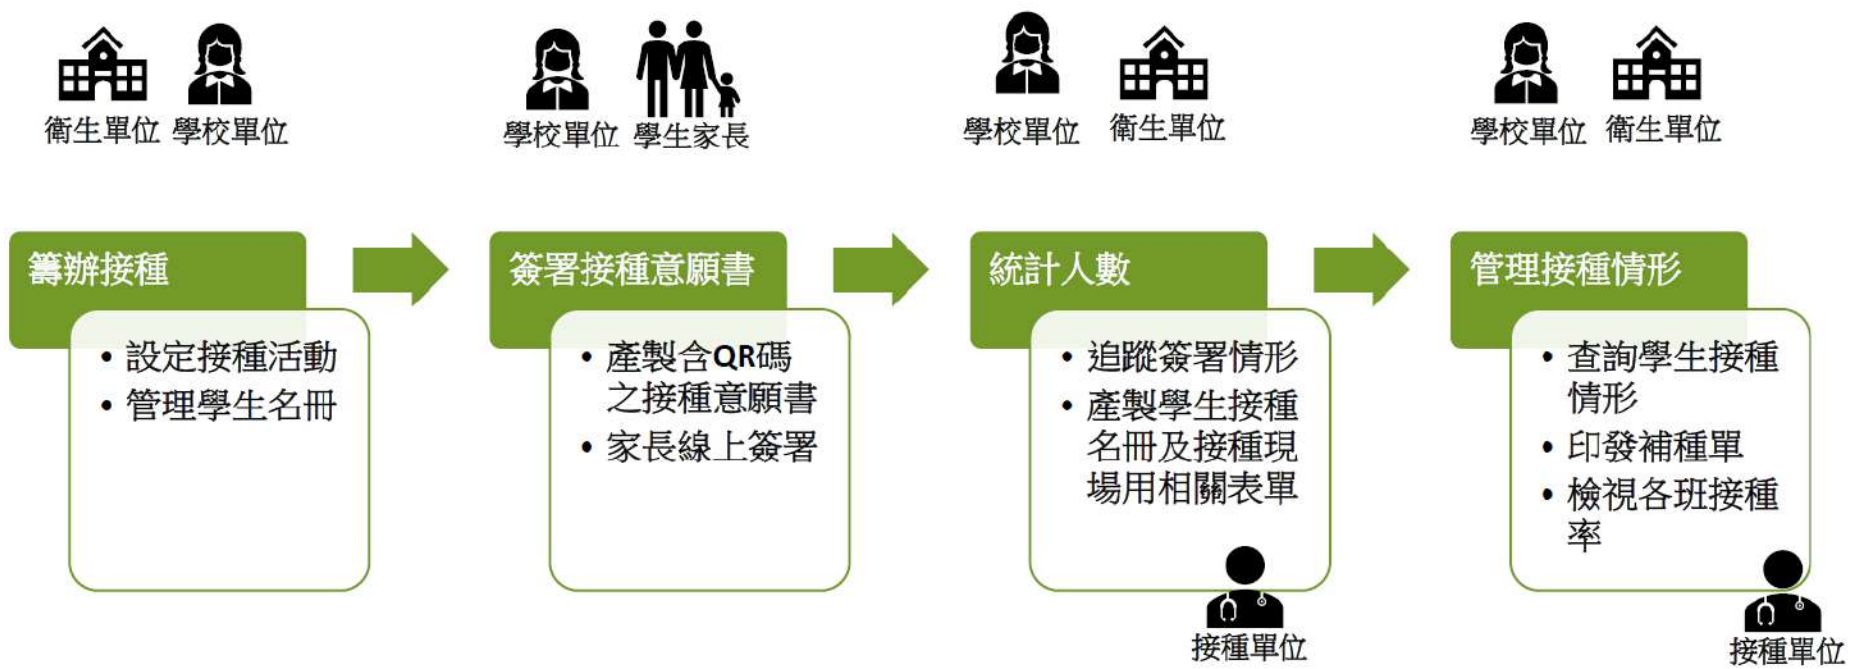 衛生單位
學校單位
學校單位
學生家長
學校單位
衛生單位
學校單位
衛生單位
籌辦接種
• 設定接種活動
• 管理學生名冊
簽署接種意願書
• 產製含QR碼
之接種意願書
• 家長線上簽署
統計人數
• 追蹤簽署情形
• 產製學生接種
名冊及接種現
場用相關表單
接種單位
管理接種情形
• 查詢學生接種
情形
• 印發補種單
• 檢視各班接種
率
接種單位